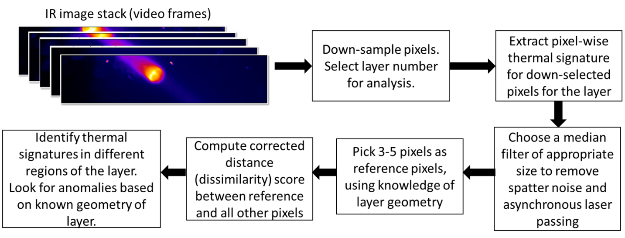 IR image stack (video frames)
Down-sample pixels.
Select layer number
for analysis.
Extract pixel-wise
thermal signature
for down-selected
pixels for the layer
Choose a median
filter of appropriate
size to remove
spatter noise and
asynchronous laser
passing
Pick 3-5 pixels as
reference pixels,
using knowledge of
layer geometry
Compute corrected
distance
(dissimilarity) score
between reference
and all other pixels
Identify thermal
signatures in different
regions of the layer.
Look for anomalies based
on known geometry of
layer.